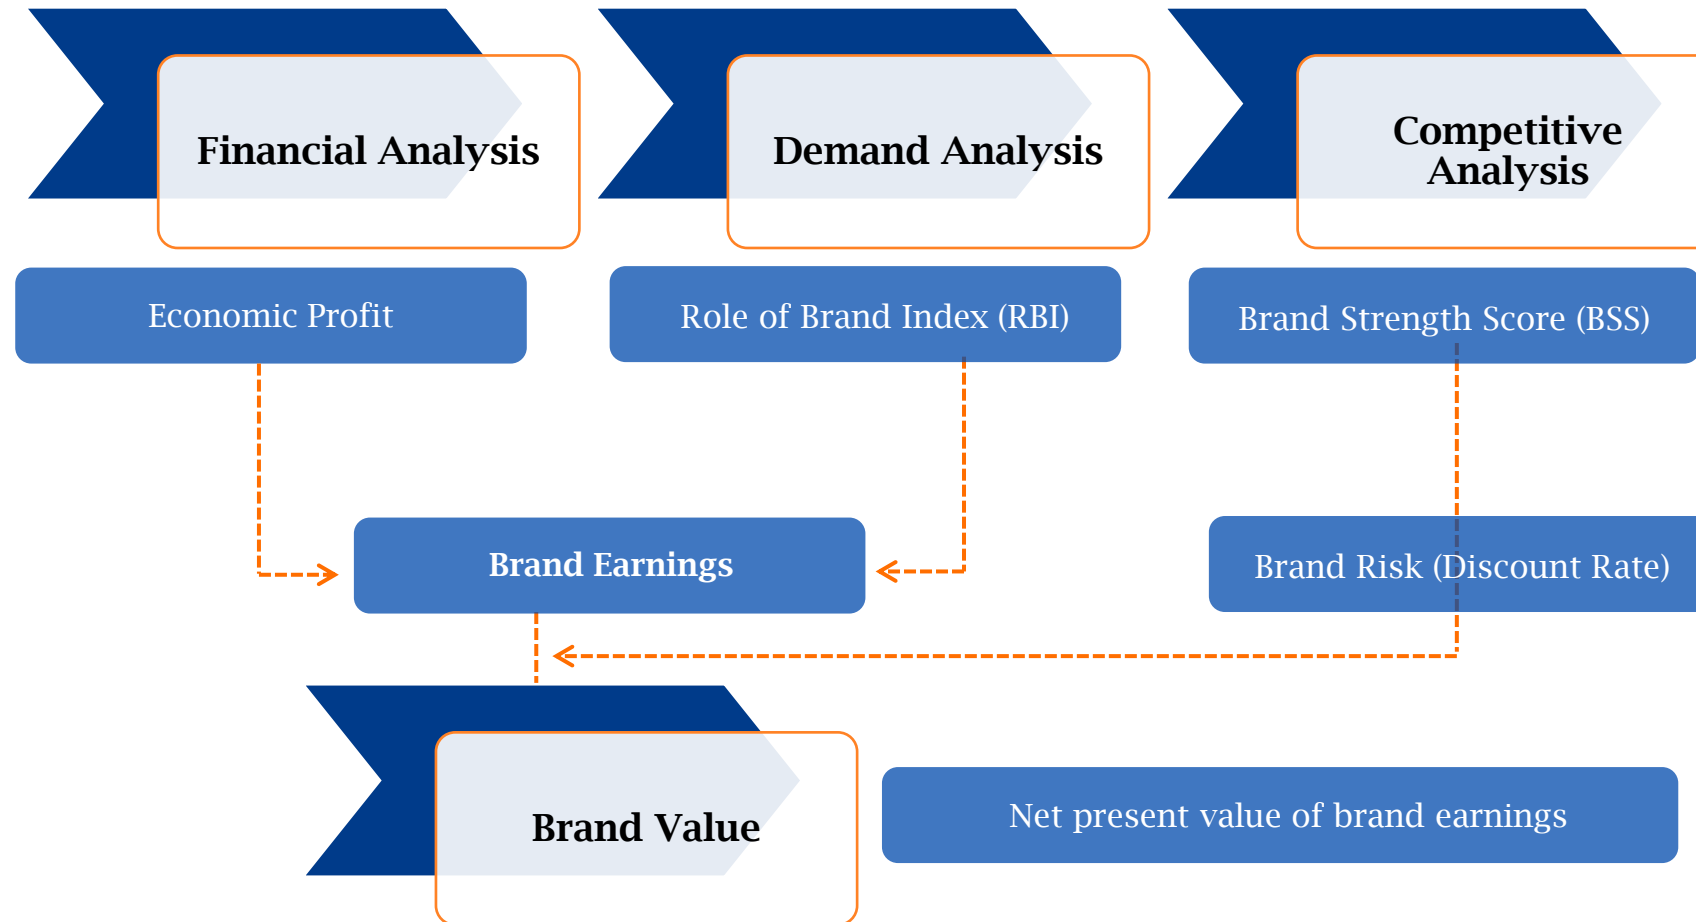 Financial Analysis
Demand Analysis
Competitive
Analysis
Economic Profit
Role of Brand Index (RBI)
Brand Strength Score (BSS)
Brand Earnings
Brand Risk (Discount Rate)
Brand Value
Net present value of brand earnings